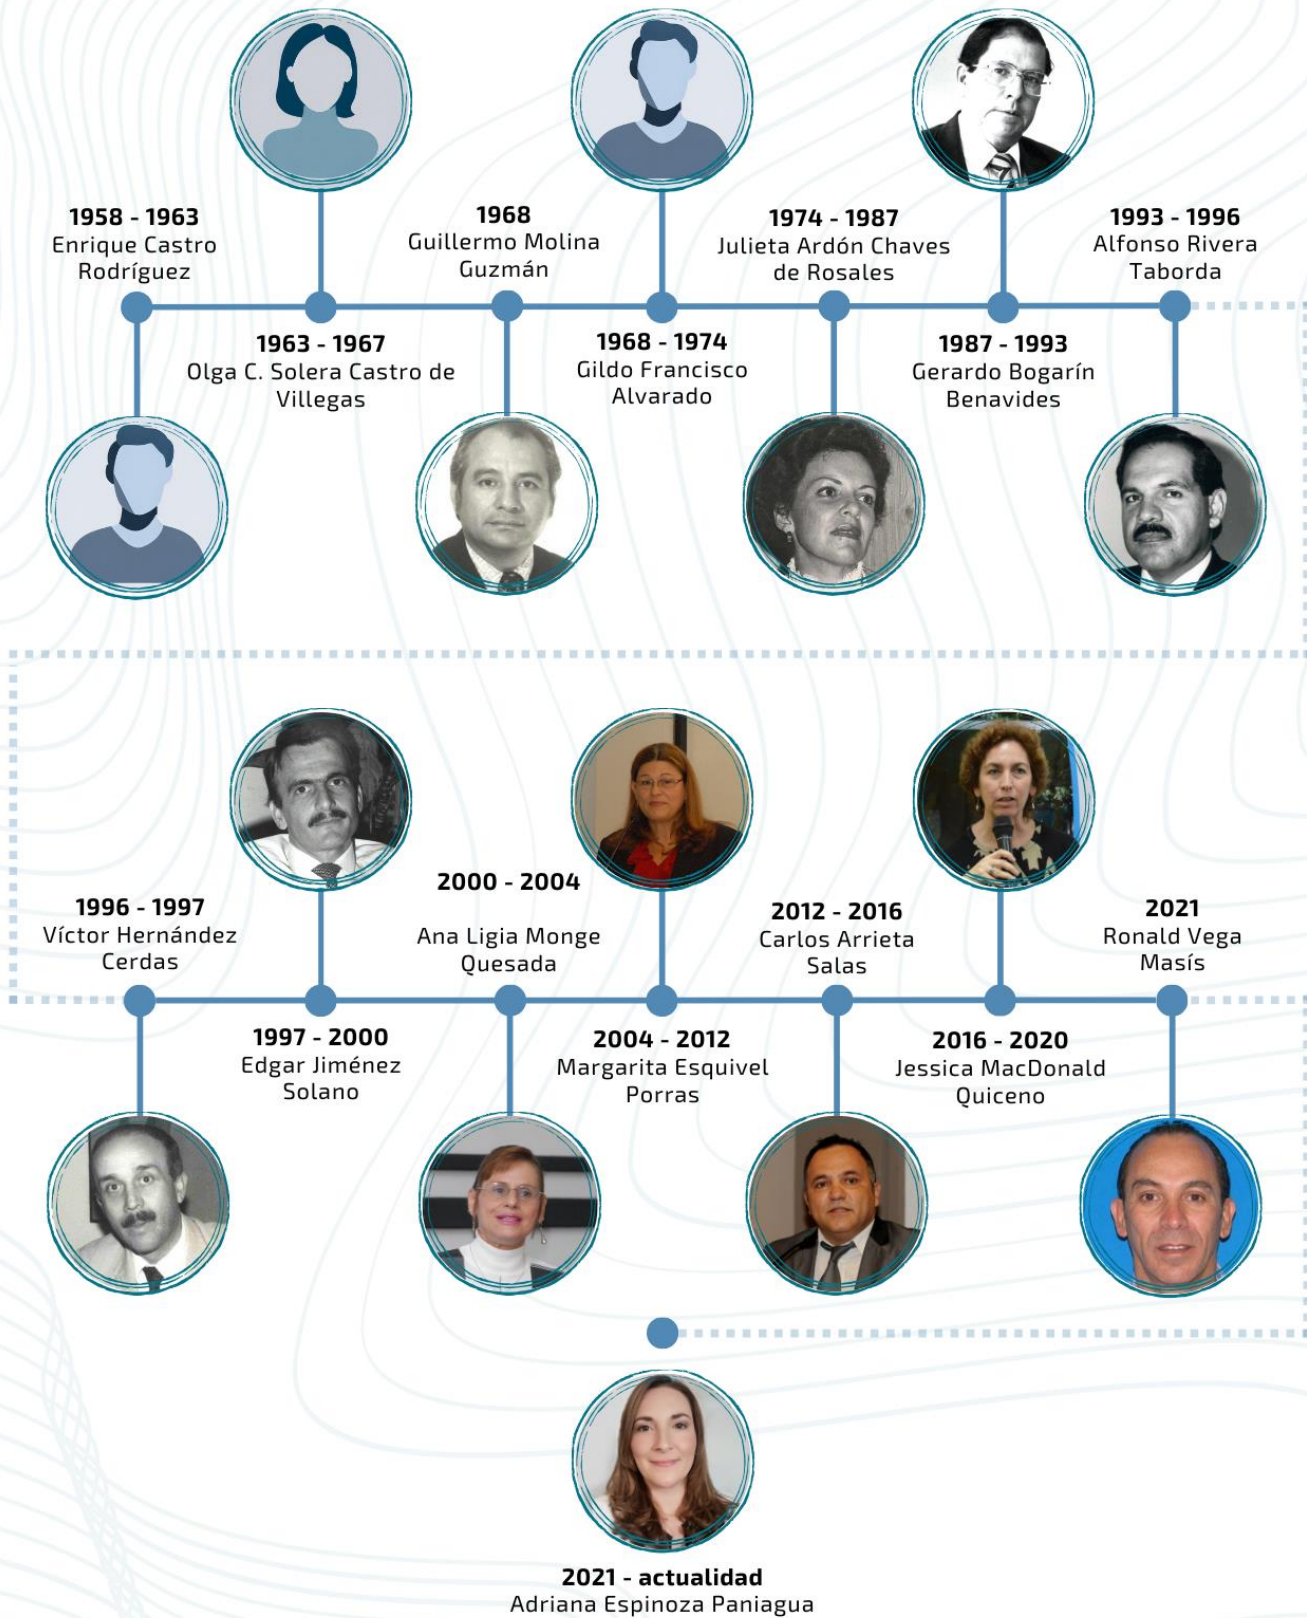 1958 - 1963
Enrique Castro
Rodríguez
1963 - 1967
Olga C. Solera Castro de
Villegas
1968
Guillermo Molina
Guzmán
1968 - 1974
Gildo Francisco
Alvarado
1974 - 1987
Julieta Ardón Chaves
de Rosales
1987 - 1993
Gerardo Bogarín
Benavides
1993 - 1996
Alfonso Rivera
Taborda
1996 - 1997
Víctor Hernández
Cerdas
1997 - 2000
Edgar Jiménez
Solano
2000 - 2004
Ana Ligia Monge
Quesada
2004 - 2012
Margarita Esquivel
Porras
2012 - 2016
Carlos Arrieta
Salas
2016 - 2020
Jessica MacDonald
Quiceno
2021
Ronald Vega
Masís
2021 - actualidad
Adriana Espinoza Paniagua